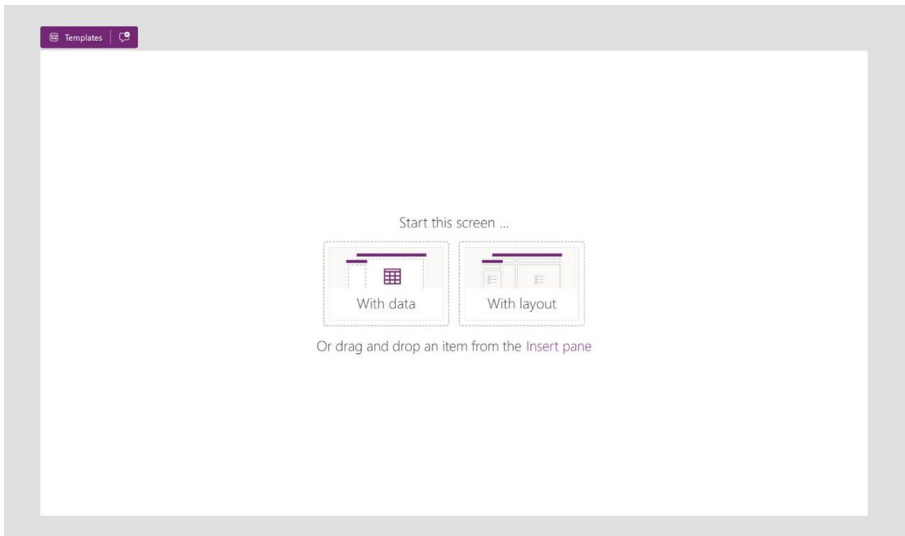 Templates
Start this screen ...
With data
With layout
Or drag and drop an item from the Insert pane